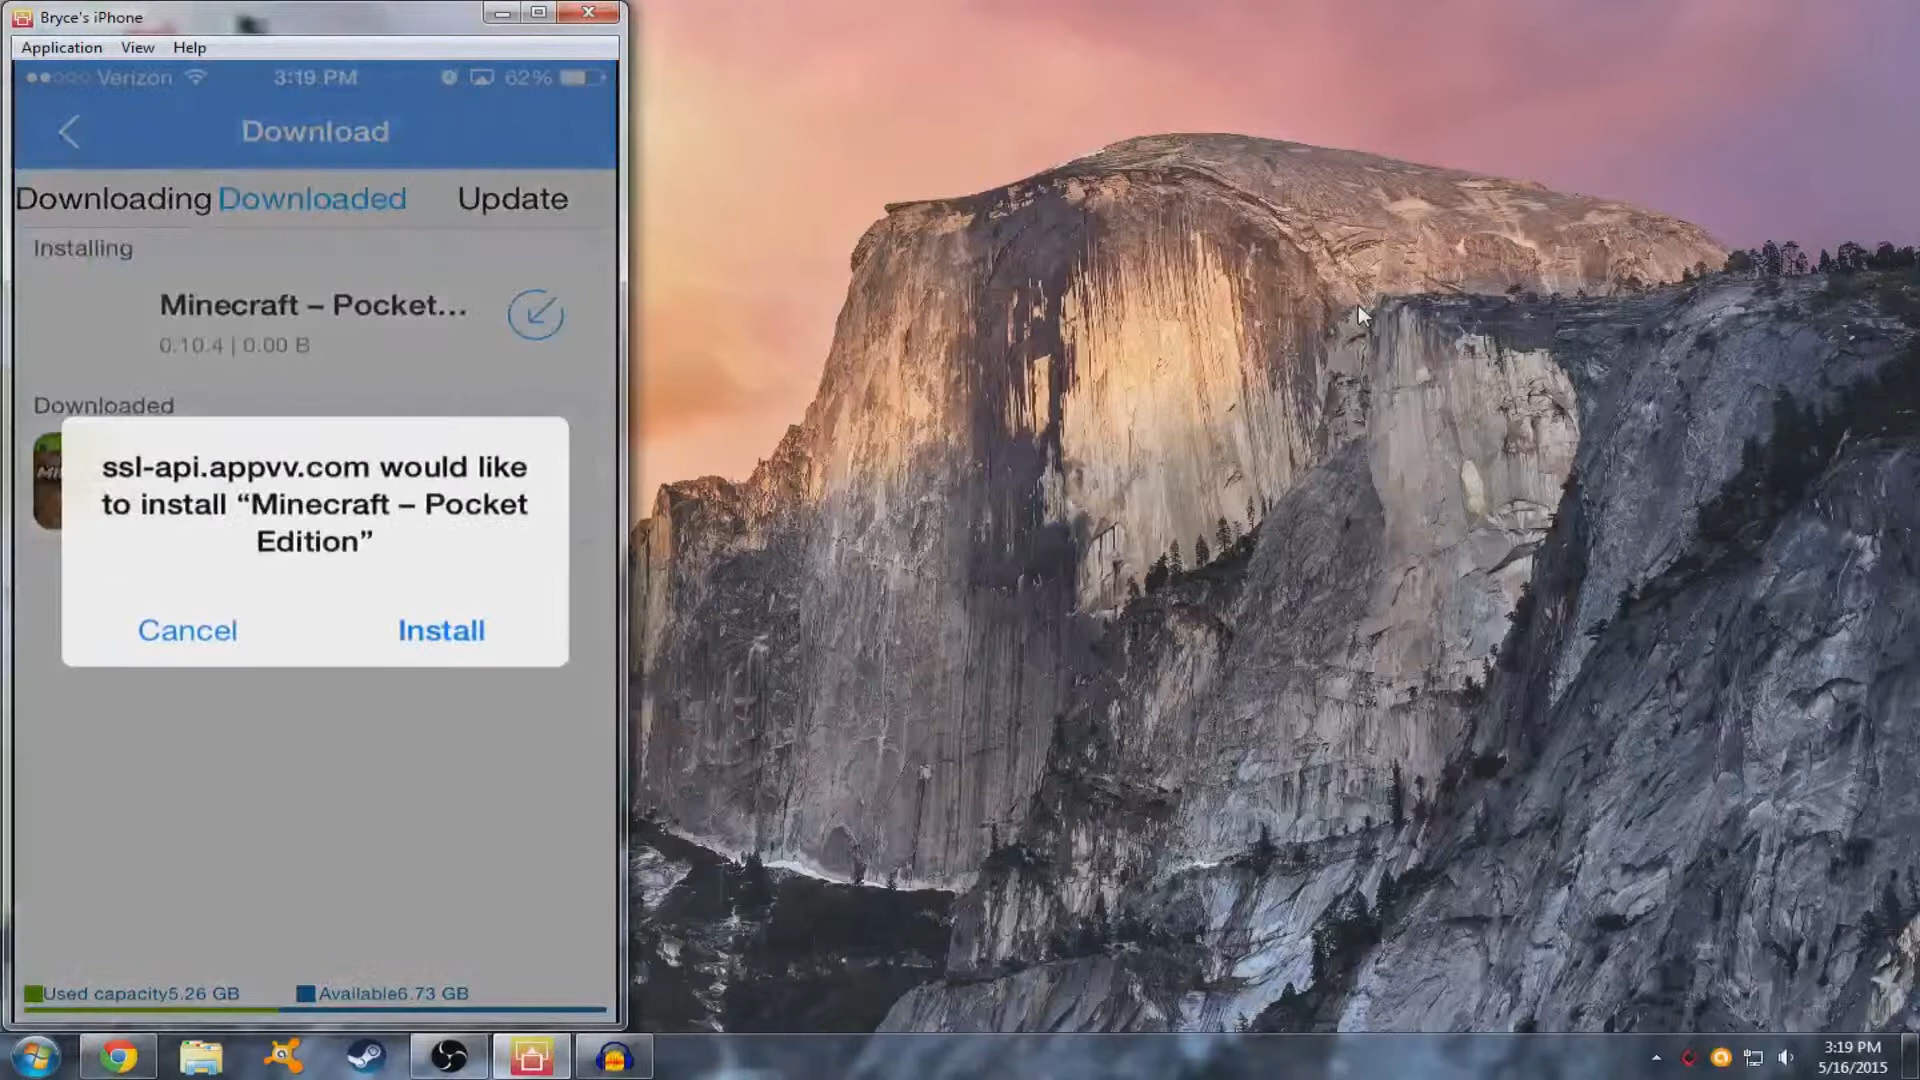 Bryce's iPhone
Application View Help
Verizon 3:19 PM 62%
Download
Downloading Downloaded Update
Installing
Minecraft – Pocket...
0.10.4 | 0.00 B
Downloaded
ssl-api.appvv.com would like
to install “Minecraft – Pocket
Edition”
Cancel Install
Used capacity5.26 GB Available6.73 GB
3:19 PM
5/16/2015